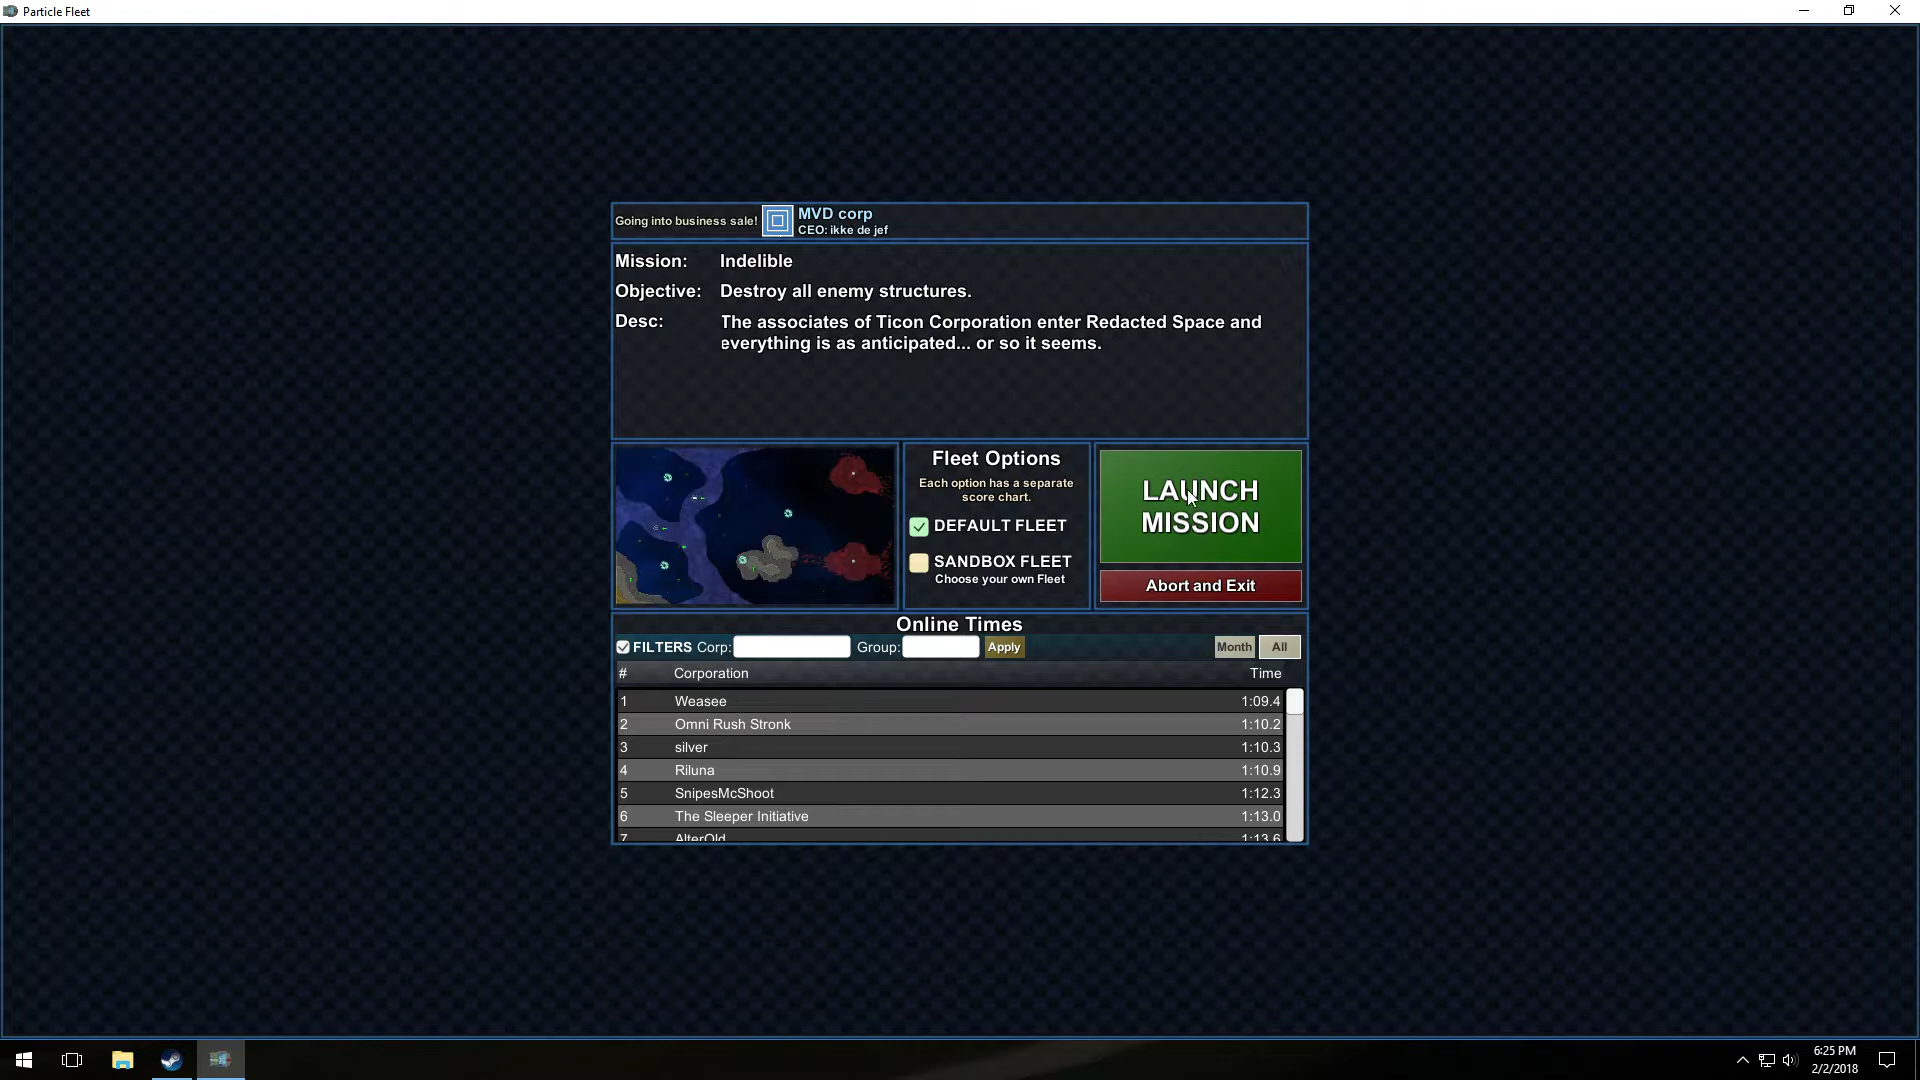 Particle Fleet
Going into business sale!
MVD corp
CEO: ikke de jef
Mission: Indelible
Objective: Destroy all enemy structures.
Desc: The associates of Ticon Corporation enter Redacted Space and
everything is as anticipated... or so it seems.
Fleet Options
Each option has a separate
score chart.
DEFAULT FLEET
SANDBOX FLEET
Choose your own Fleet
LAUNCH
MISSION
Abort and Exit
Online Times
FILTERS Corp: Group: Apply Month All
# Corporation Time
1 Weasee 1:09.4
2 Omni Rush Stronk 1:10.2
3 silver 1:10.3
4 Riluna 1:10.9
5 SnipesMcShoot 1:12.3
6 The Sleeper Initiative 1:13.0
7 AlterOld 1:13.6
6:25 PM
2/2/2018